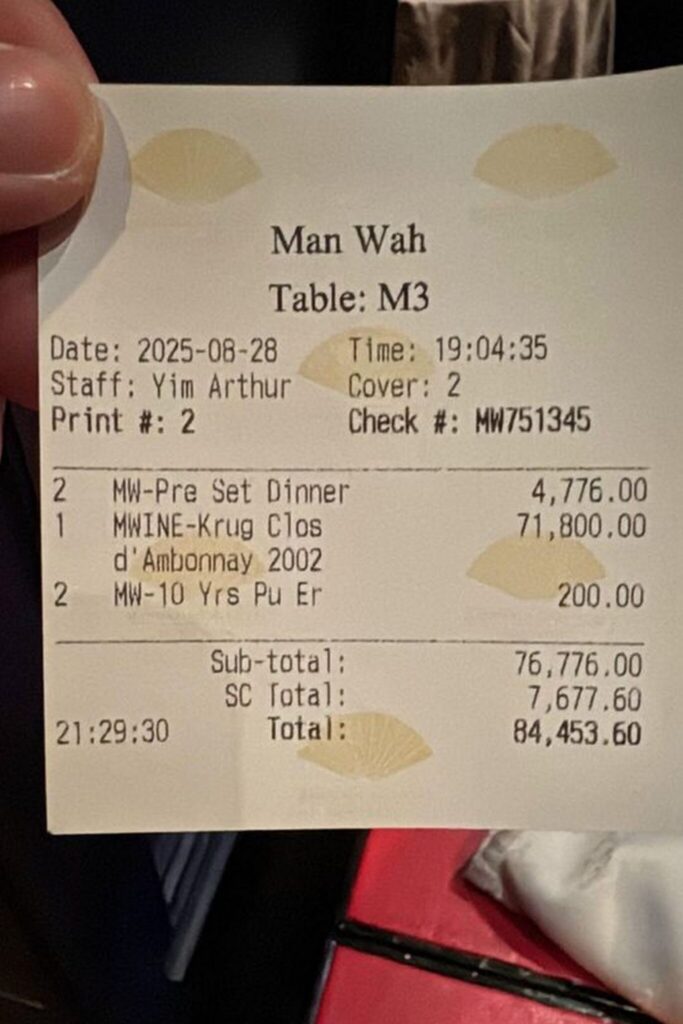 Man Wah
Table: M3
Date: 2025-08-28 Time: 19:04:35
Staff: Yim Arthur Cover: 2
Print #: 2 Check #: MW751345
2 MW-Pre Set Dinner 4,776.00
1 MWINE-Krug Clos 71,800.00
d'Ambonnay 2002
2 MW-10 Yrs Pu Er 200.00
Sub-total: 76,776.00
SC Total: 7,677.60
21:29:30 Total: 84,453.60